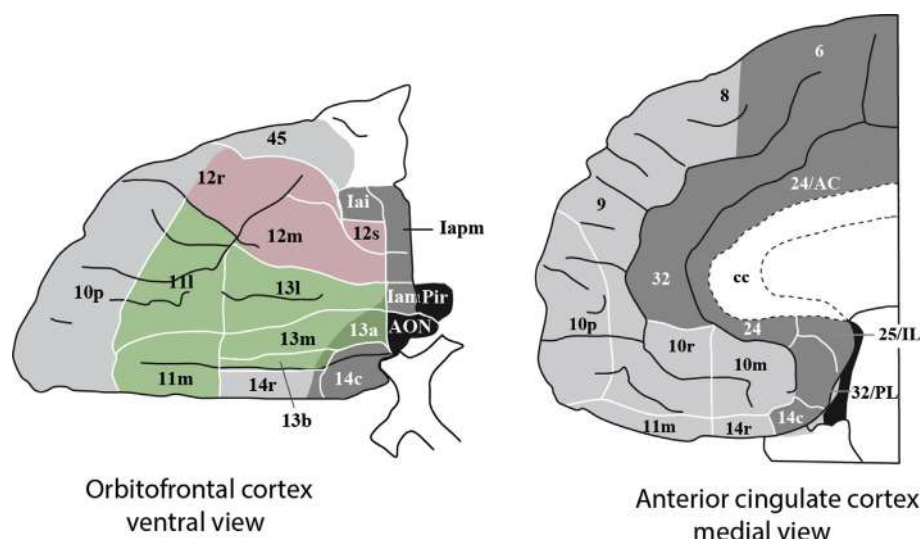 45
12r
Iai
Iapm
12m
12s
11l
10p
13l
Iam
Pir
AON
13a
13m
11m
14r
14c
13b
Orbitofrontal cortex
ventral view
6
8
24/AC
9
32
cc
10p
24
25/IL
10r
10m
32/PL
14c
11m
14r
Anterior cingulate cortex
medial view